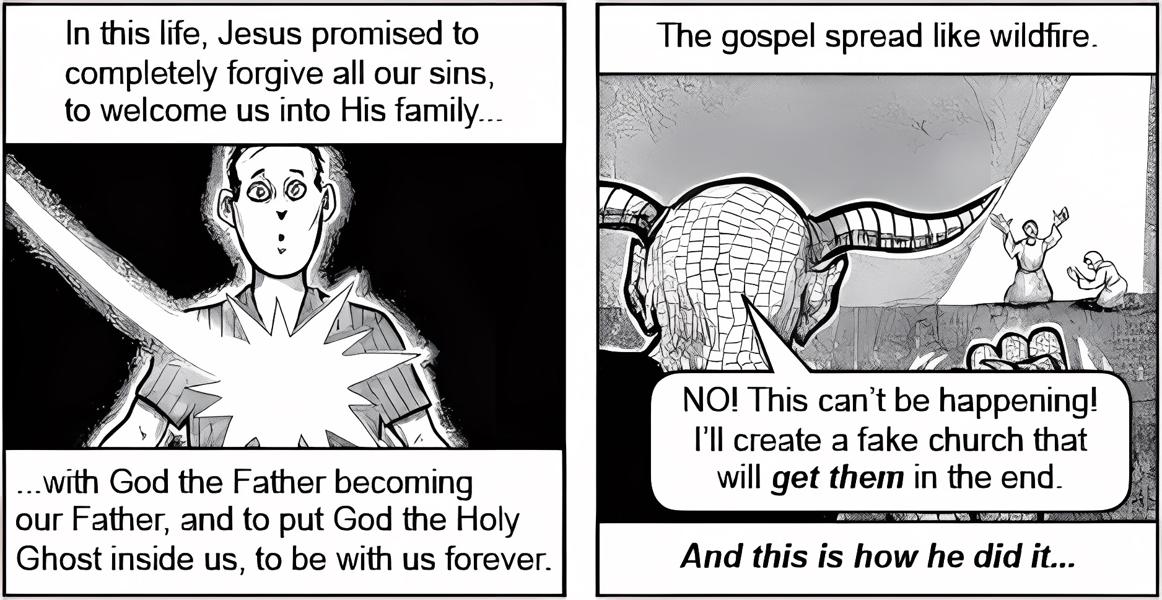 In this life, Jesus promised to
completely forgive all our sins,
to welcome us into His family...
...with God the Father becoming
our Father, and to put God the Holy
Ghost inside us, to be with us forever.
The gospel spread like wildfire.
NO! This can't be happening!
I'll create a fake church that
will get them in the end.
And this is how he did it...